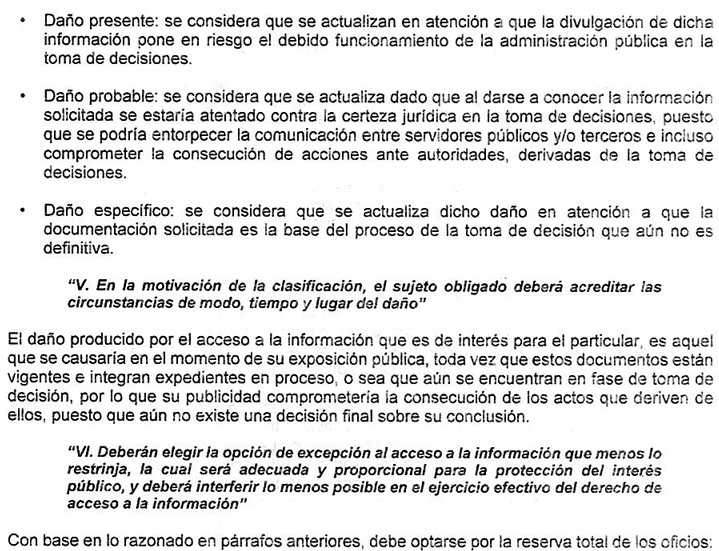 • Daño presente: se considera que se actualizan en atención a que la divulgación de dicha
información pone en riesgo el debido funcionamiento de la administración pública en la
toma de decisiones.
• Daño probable: se considera que se actualiza dado que al darse a conocer la información
solicitada se estaría atentado contra la certeza jurídica en la toma de decisiones, puesto
que se podría entorpecer la comunicación entre servidores públicos y/o terceros e incluso
comprometer la consecución de acciones ante autoridades, derivadas de la toma de
decisiones.
• Daño específico: se considera que se actualiza dicho daño en atención a que la
documentación solicitada es la base del proceso de la toma de decisión que aún no es
definitiva.
"V. En la motivación de la clasificación, el sujeto obligado deberá acreditar las
circunstancias de modo, tiempo y lugar del daño"
El daño producido por el acceso a la información que es de interés para el particular, es aquel
que se causaría en el momento de su exposición pública, toda vez que estos documentos están
vigentes e integran expedientes en proceso, o sea que aún se encuentran en fase de toma de
decisión, por lo que su publicidad comprometería la consecución de los actos que deriven de
ellos, puesto que aún no existe una decisión final sobre su conclusión.
"VI. Deberán elegir la opción de excepción al acceso a la información que menos lo
restrinja, la cual será adecuada y proporcional para la protección del interés
público, y deberá interferir lo menos posible en el ejercicio efectivo del derecho de
acceso a la información"
Con base en lo razonado en párrafos anteriores, debe optarse por la reserva total de los oficios: